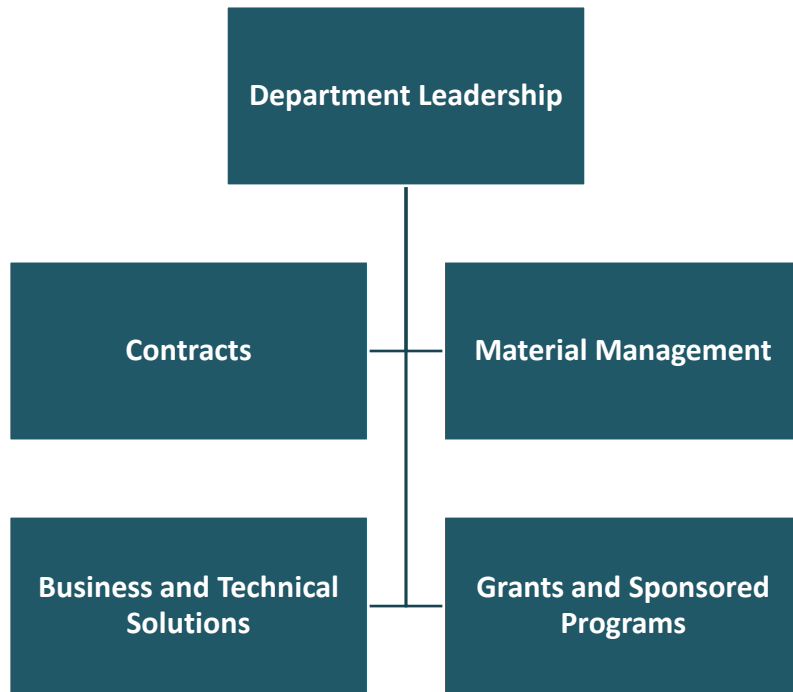 Department Leadership
Contracts
Material Management
Business and Technical
Solutions
Grants and Sponsored
Programs